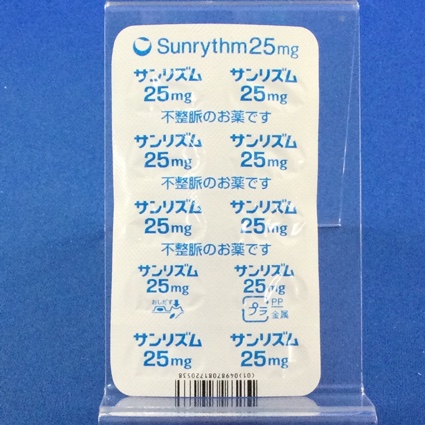 Sunrythm25mg
サンリズム サンリズム
25mg 25mg
不整脈のお薬です
サンリズム サンリズム
25mg 25mg
不整脈のお薬です
サンリズム サンリズム
25mg 25mg
不整脈のお薬です
サンリズム サンリズム
25mg 25mg
おしだす プラ PP
金属
サンリズム サンリズム
25mg 25mg
(01)04987081720538